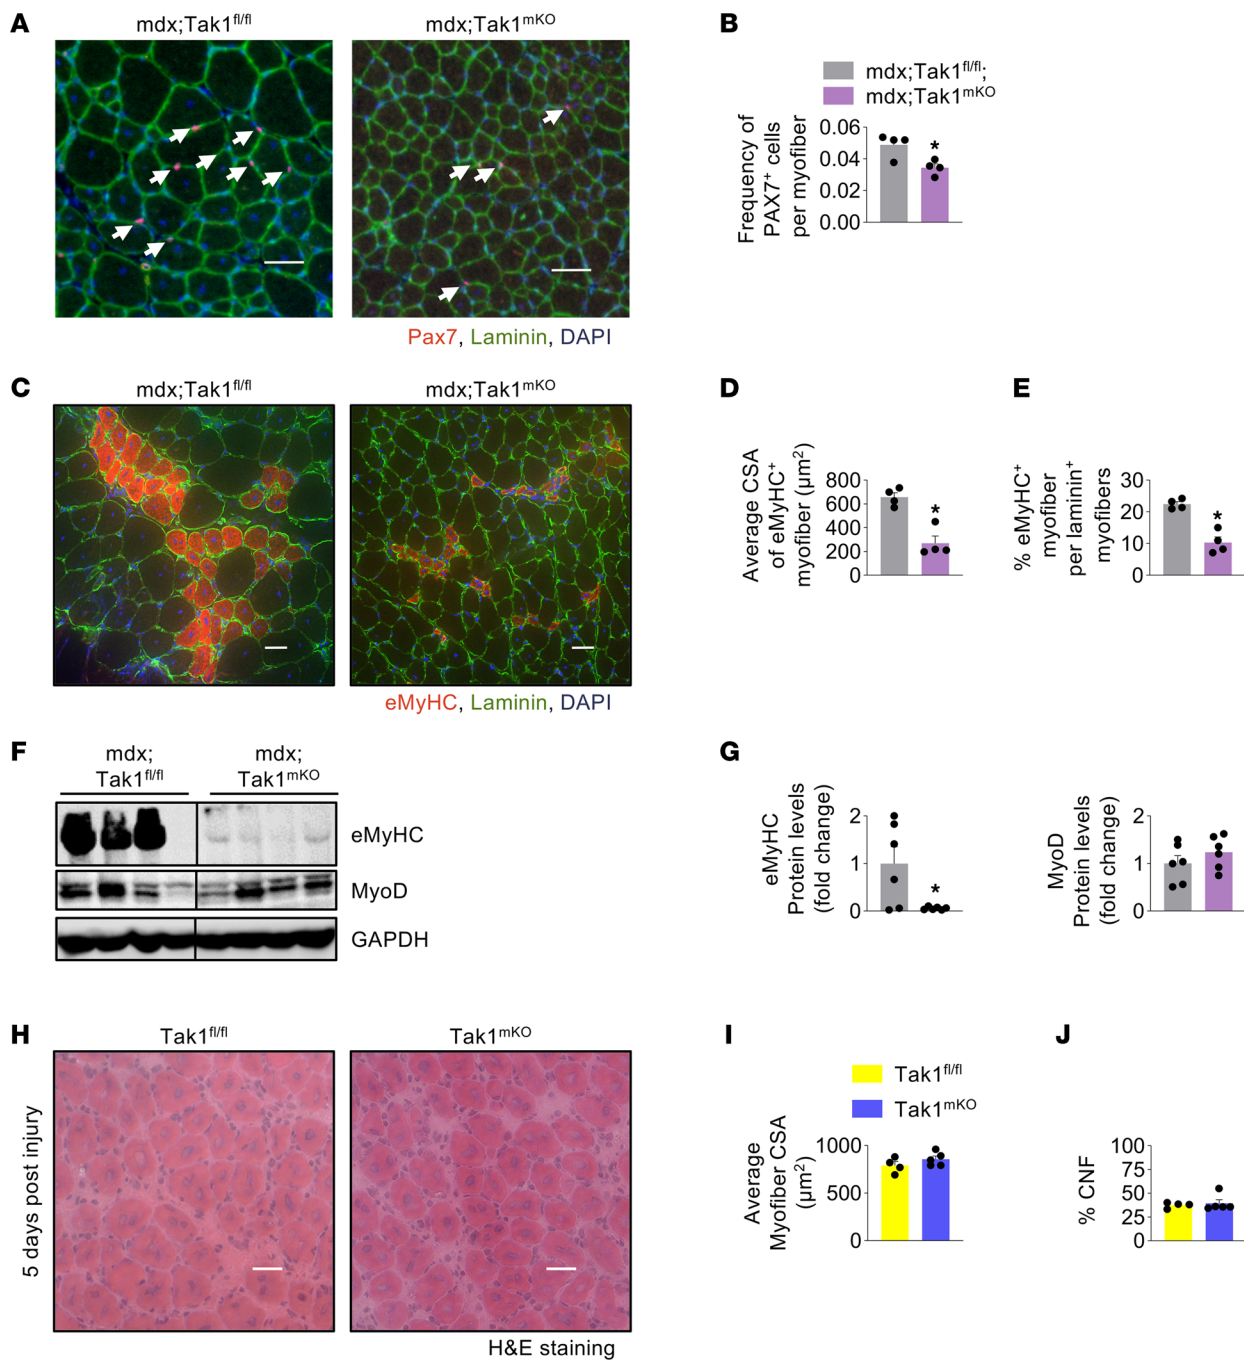 A
mdx;Tak1fl/fl
mdx;Tak1mKO
Pax7, Laminin, DAPI
B
mdx;Tak1fl/fl;
mdx;Tak1mKO
Frequency of
PAX7+ cells
per myofiber
0.06
0.04
0.02
0.00
*
C
mdx;Tak1fl/fl
mdx;Tak1mKO
eMyHC, Laminin, DAPI
D
Average CSA
of eMyHC+
myofiber (µm2)
800
600
400
200
0
*
E
% eMyHC+
myofiber
per laminin+
myofibers
30
20
10
0
*
F
mdx;
Tak1fl/fl
mdx;
Tak1mKO
eMyHC
MyoD
GAPDH
G
eMyHC
Protein levels
(fold change)
2
1
0
*
MyoD
Protein levels
(fold change)
2
1
0
H
Tak1fl/fl
Tak1mKO
5 days post injury
H&E staining
I
Tak1fl/fl
Tak1mKO
Average
Myofiber CSA
(µm2)
1000
500
0
J
% CNF
100
75
50
25
0